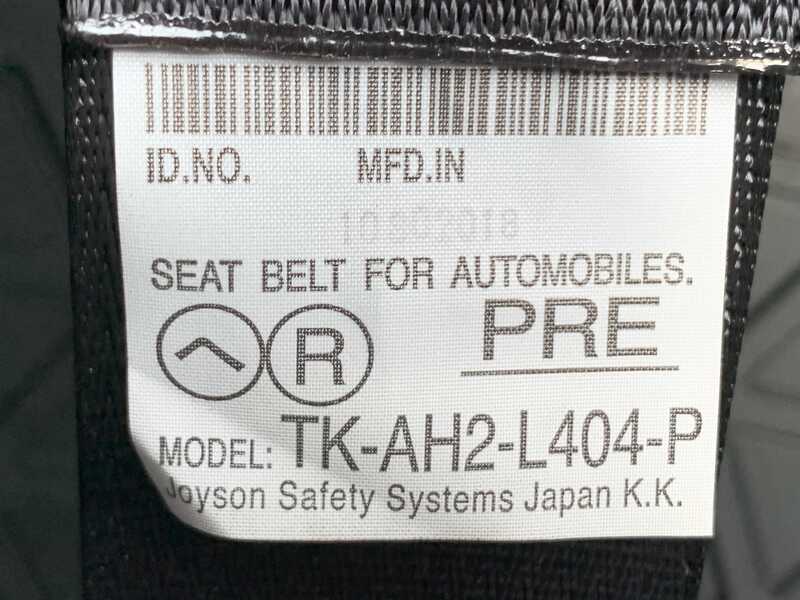 ID.NO. MFD.IN
SEAT BELT FOR AUTOMOBILES.
R PRE
MODEL: TK-AH2-L404-P
Joyson Safety Systems Japan K.K.